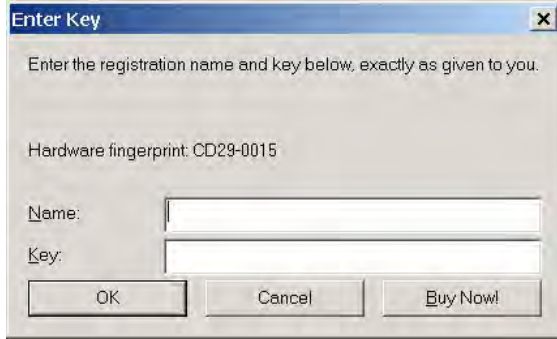 Enter Key
Enter the registration name and key below, exactly as given to you.
Hardware fingerprint: CD29-0015
Name:
Key:
OK Cancel Buy Now!